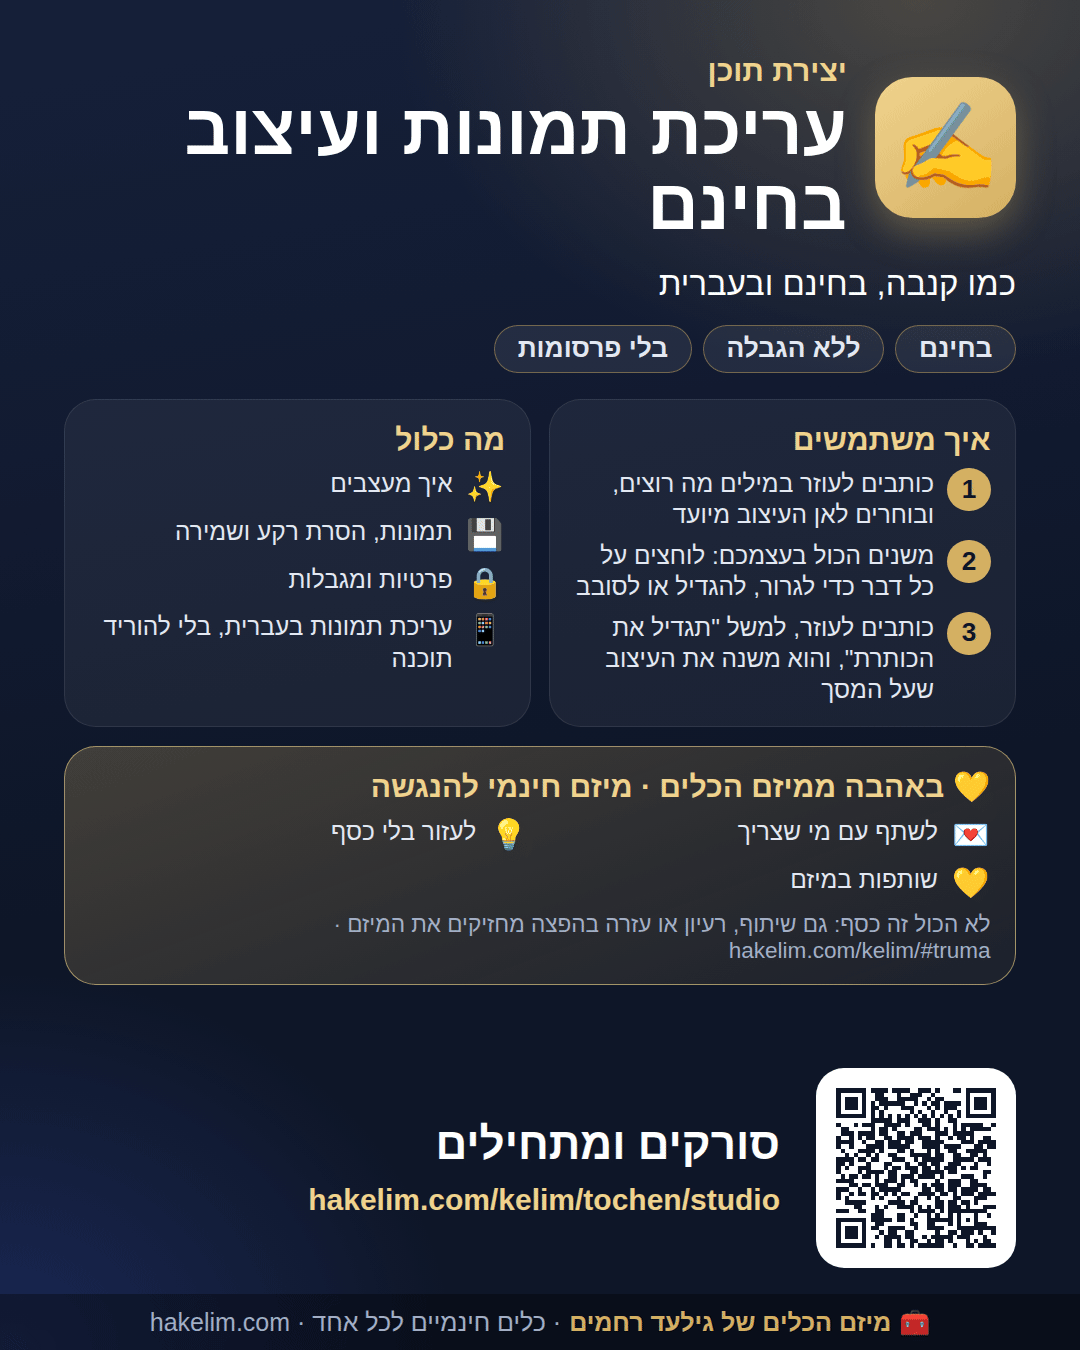 יצירת תוכן
עריכת תמונות ועיצוב
בחינם
כמו קנבה, בחינם ובעברית
בחינם
ללא הגבלה
בלי פרסומות
איך משתמשים
1 כותבים לעוזר במילים מה רוצים,
ובוחרים לאן העיצוב מיועד
2 משנים הכול בעצמכם: לוחצים על
כל דבר כדי לגרור, להגדיל או לסובב
3 כותבים לעוזר, למשל "תגדיל את
הכותרת", והוא משנה את העיצוב
שעל המסך
מה כלול
איך מעצבים
תמונות, הסרת רקע ושמירה
פרטיות ומגבלות
עריכת תמונות בעברית, בלי להוריד
תוכנה
באהבה ממיזם הכלים · מיזם חינמי להנגשה
לשתף עם מי שצריך
לעזור בלי כסף
שותפות במיזם
לא הכול זה כסף: גם שיתוף, רעיון או עזרה בהפצה מחזיקים את המיזם ·
hakelim.com/kelim/#truma
סורקים ומתחילים
hakelim.com/kelim/tochen/studio
מיזם הכלים של גילעד רחמים · כלים חינמיים לכל אחד · hakelim.com